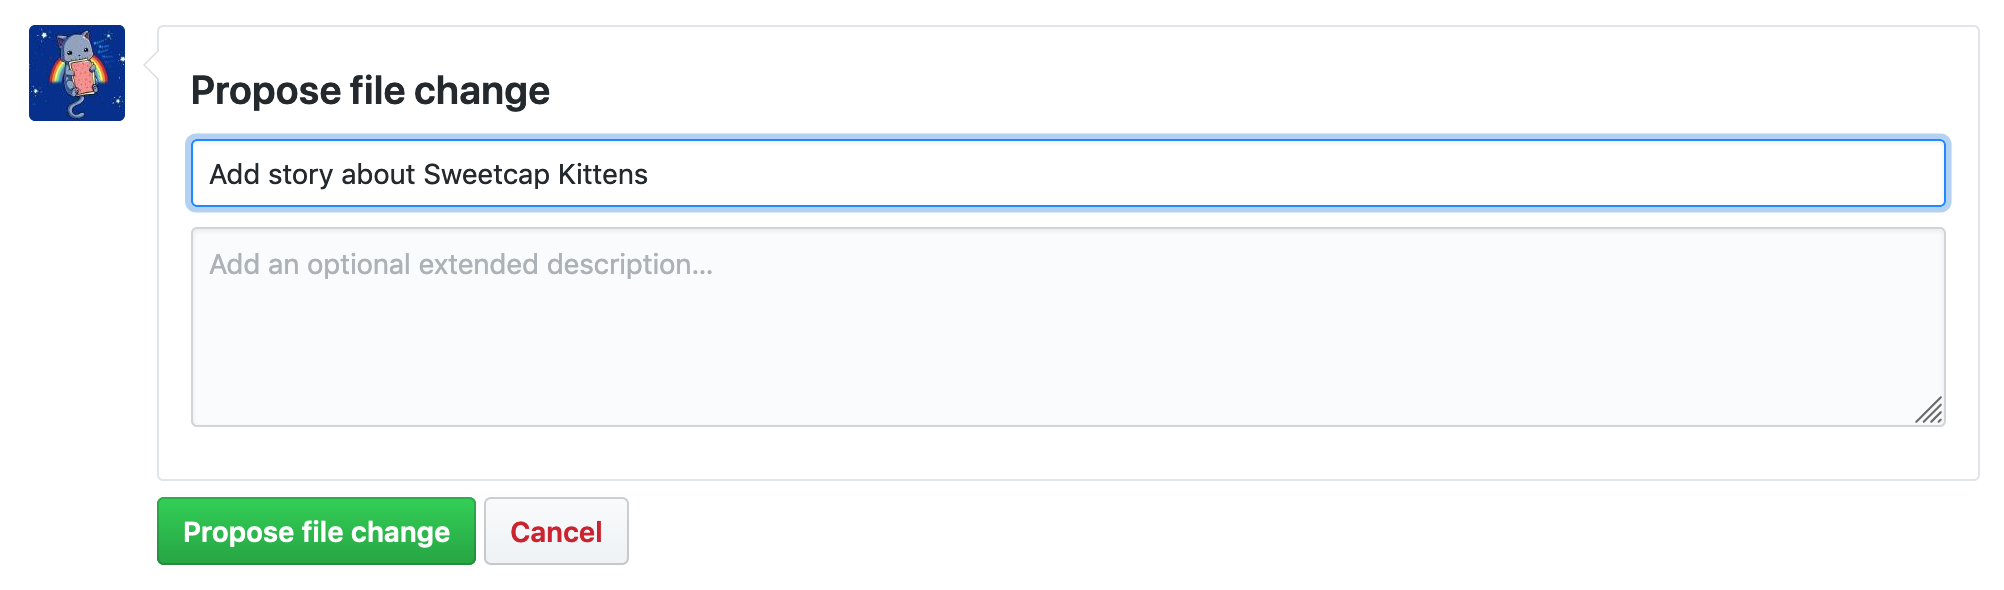 Propose file change
Add story about Sweetcap Kittens
Add an optional extended description...
Propose file change
Cancel